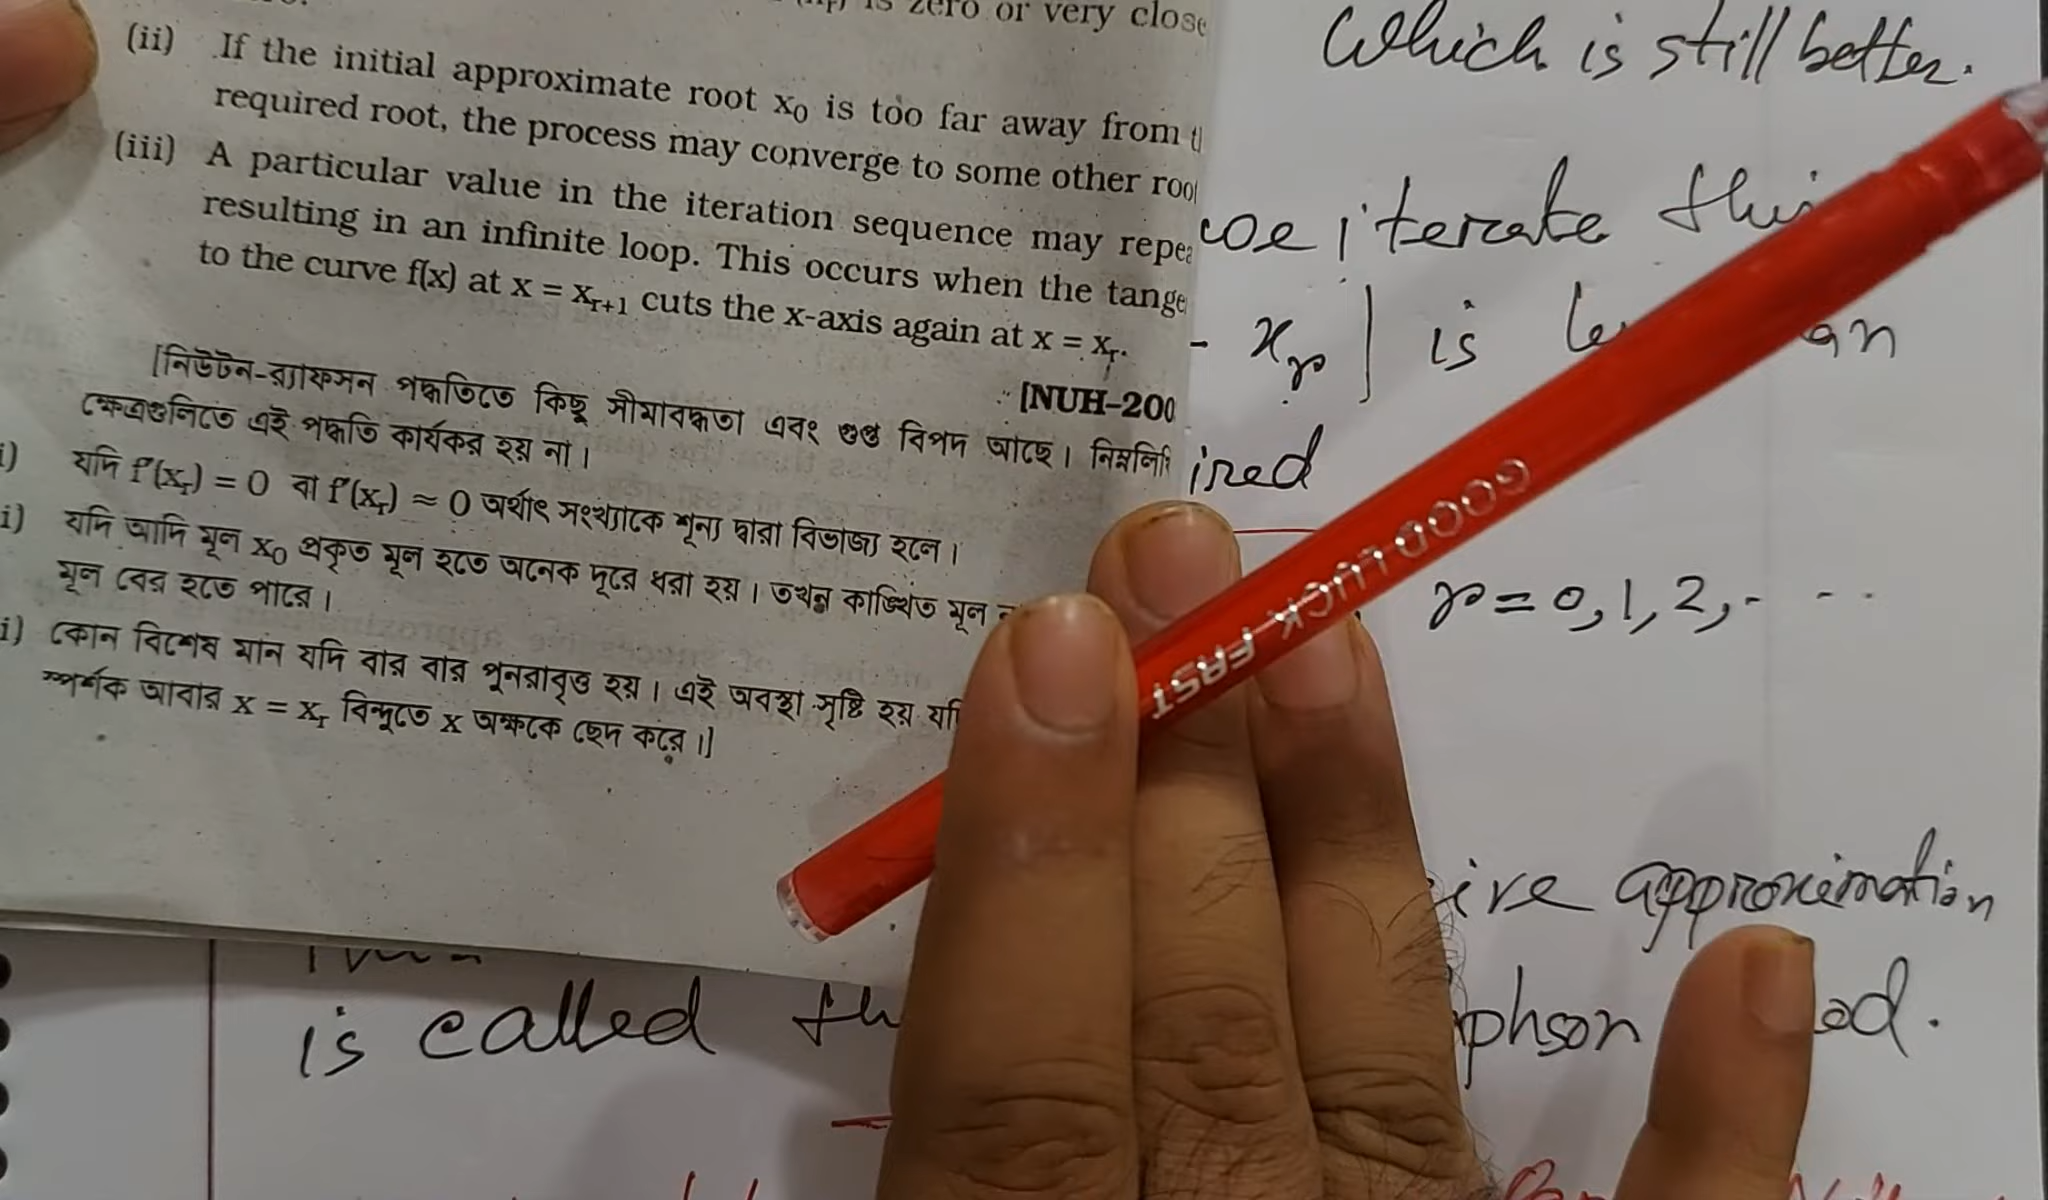 is zero or very close
(ii) If the initial approximate root x₀ is too far away from
required root, the process may converge to some other
(iii) A particular value in the iteration sequence may
resulting in an infinite loop. This occurs when the
to the curve f(x) at x = xᵣ₊₁ cuts the x-axis again at x = xᵣ.
[NUH-200
[নিউটন-র‍্যাফসন পদ্ধতিতে কিছু সীমাবদ্ধতা এবং গুপ্ত বিপদ আছে।
ক্ষেত্রগুলিতে এই পদ্ধতি কার্যকর হয় না।
i) যদি f'(xᵣ) = 0 বা f'(xᵣ) ≈ 0 অর্থাৎ সংখ্যাকে শূন্য দ্বারা বিভাজ্য হলে।
i) যদি আদি মূল x₀ প্রকৃত মূল হতে অনেক দূরে ধরা হয়। তখন কাঙ্খিত মূল
মূল বের হতে পারে।
i) কোন বিশেষ মান যদি বার বার পুনরাবৃত্ত হয়। এই অবস্থা সৃষ্টি হয়
স্পর্শক আবার x = xᵣ বিন্দুতে x অক্ষকে ছেদ করে।]
Which is still better.
we iterate
- xᵣ| is
ired
r = 0, 1, 2, - - -
approximation
is called
phson
GOOD LUCK FAST